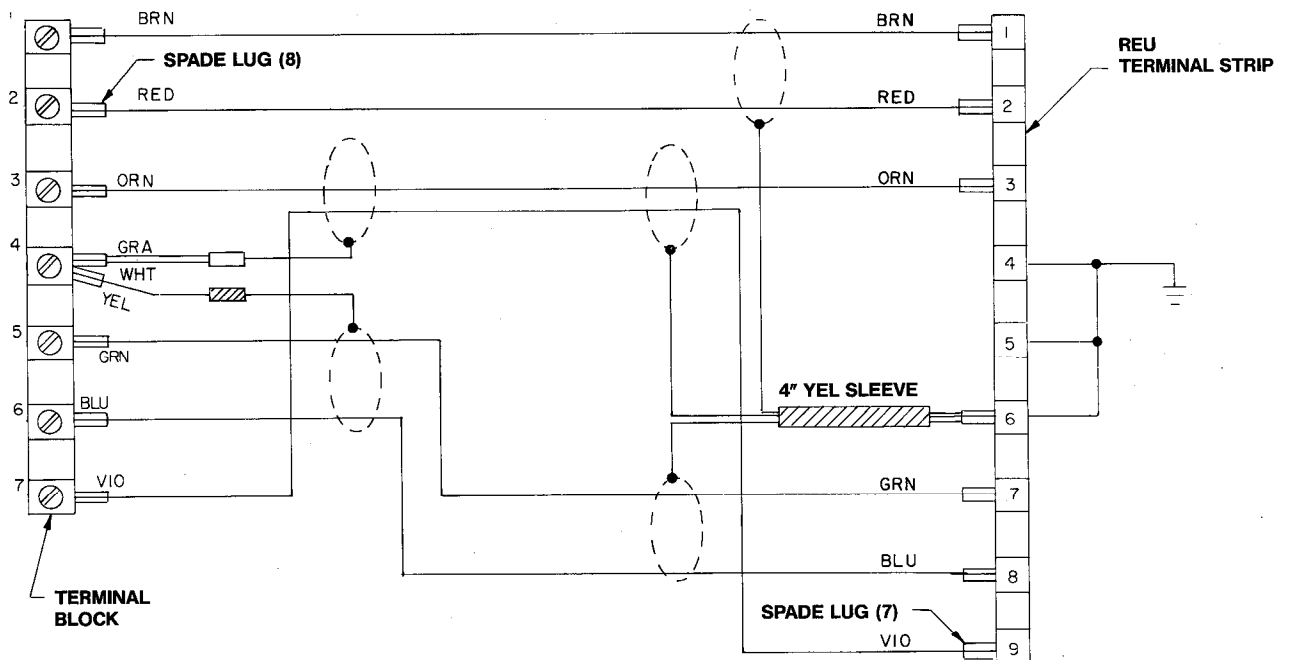 1 BRN BRN 1
REU
TERMINAL STRIP
SPADE LUG (8)
2 RED RED 2
3 ORN ORN 3
4 GRA 4
WHT
YEL
5 5
GRN
4" YEL SLEEVE
6 BLU 6
7 VIO GRN 7
BLU 8
TERMINAL
BLOCK
SPADE LUG (7)
VIO 9